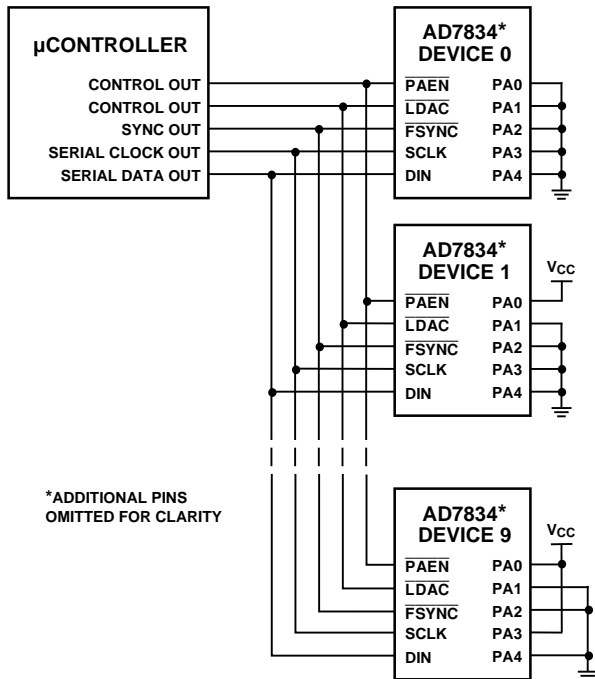 µCONTROLLER
CONTROL OUT
CONTROL OUT
SYNC OUT
SERIAL CLOCK OUT
SERIAL DATA OUT
AD7834*
DEVICE 0
PAEN PA0
LDAC PA1
FSYNC PA2
SCLK PA3
DIN PA4
AD7834*
DEVICE 1
VCC
PAEN PA0
LDAC PA1
FSYNC PA2
SCLK PA3
DIN PA4
*ADDITIONAL PINS
OMITTED FOR CLARITY
AD7834*
DEVICE 9
VCC
PAEN PA0
LDAC PA1
FSYNC PA2
SCLK PA3
DIN PA4